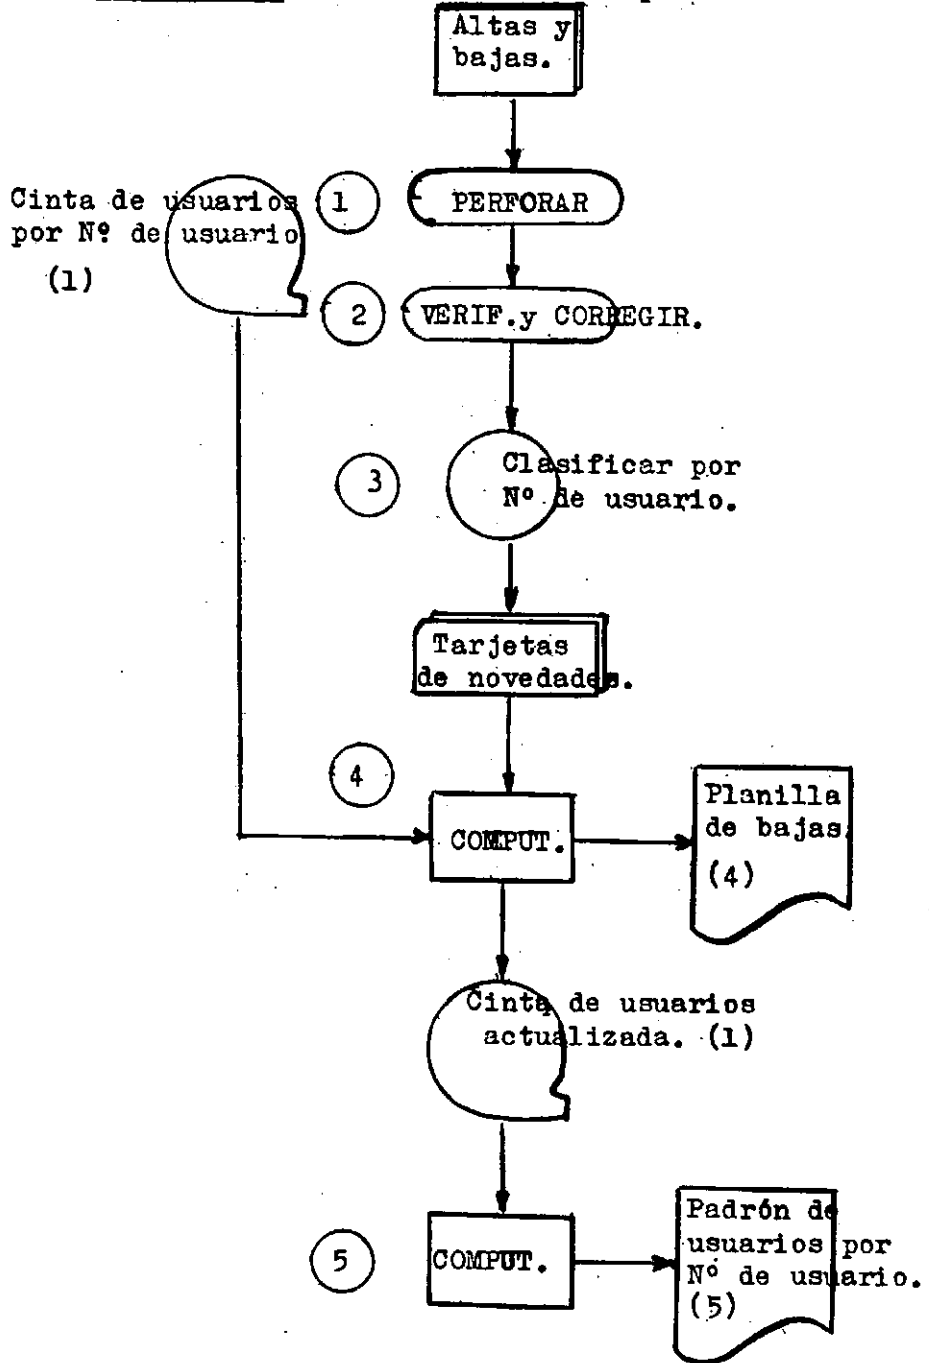 Altas y
bajas.
Cinta de usuarios
por Nº de usuario
(1)
1
PERFORAR
2
VERIF.y CORREGIR.
3
Clasificar por
Nº de usuario.
Tarjetas
de novedades.
4
COMPUT.
Planilla
de bajas.
(4)
Cinta de usuarios
actualizada. (1)
5
COMPUT.
Padrón de
usuarios por
Nº de usuario.
(5)